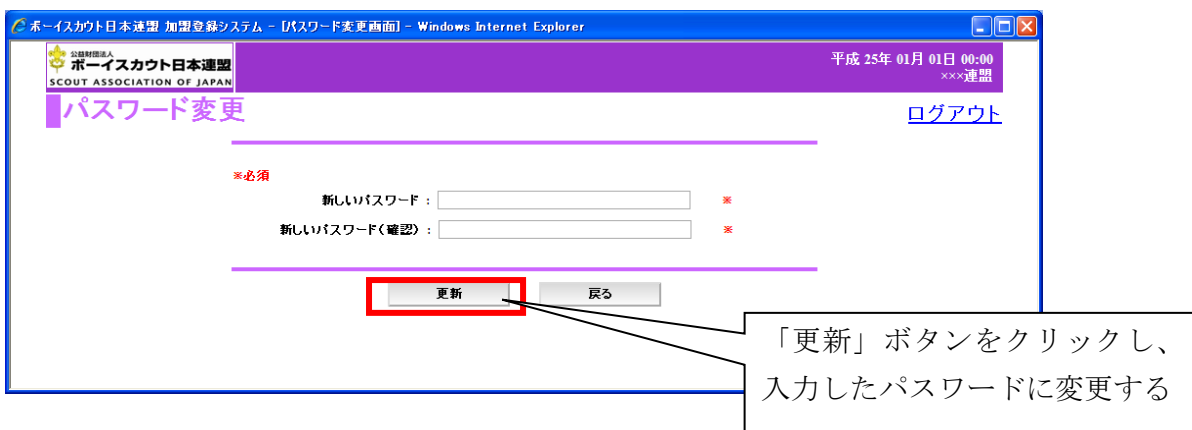 ボーイスカウト日本連盟 加盟登録システム - [パスワード変更画面] - Windows Internet Explorer
公益財団法人
ボーイスカウト日本連盟
SCOUT ASSOCIATION OF JAPAN
平成 25年 01月 01日 00:00
×××連盟
パスワード変更
ログアウト
※必須
新しいパスワード : ※
新しいパスワード(確認) : ※
更新 戻る
「更新」ボタンをクリックし、
入力したパスワードに変更する